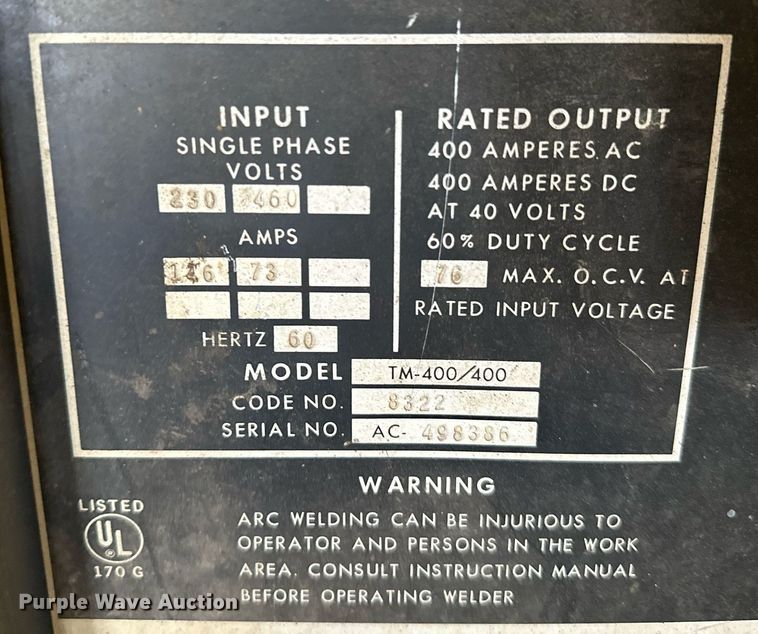 INPUT
SINGLE PHASE
VOLTS
230 460
AMPS
146 73
HERTZ 60
RATED OUTPUT
400 AMPERES AC
400 AMPERES DC
AT 40 VOLTS
60% DUTY CYCLE
76 MAX. O.C.V. AT
RATED INPUT VOLTAGE
MODEL TM-400/400
CODE NO. 8322
SERIAL NO. AC- 498386
WARNING
LISTED
UL
170 G
ARC WELDING CAN BE INJURIOUS TO
OPERATOR AND PERSONS IN THE WORK
AREA. CONSULT INSTRUCTION MANUAL
BEFORE OPERATING WELDER
Purple Wave Auction